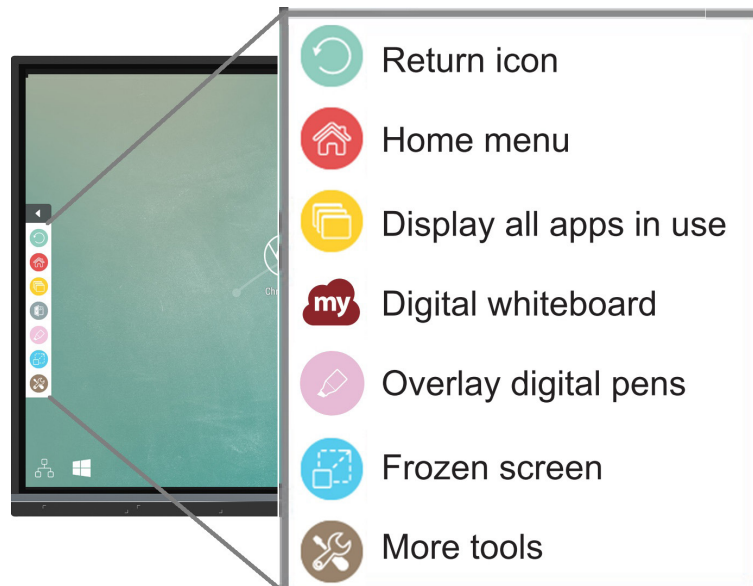 Return icon
Home menu
Display all apps in use
my Digital whiteboard
Overlay digital pens
Frozen screen
More tools
Chr